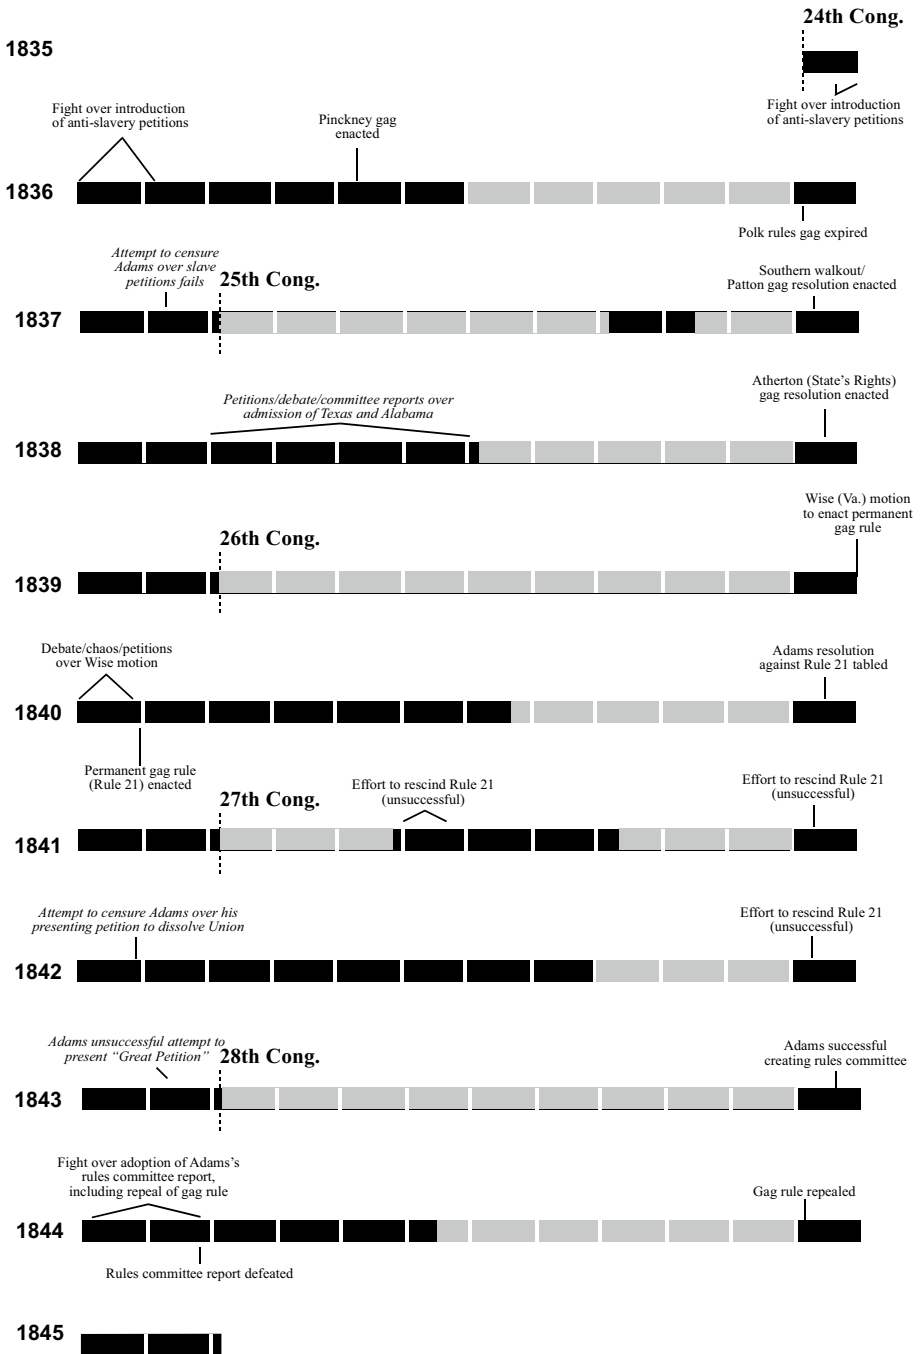 24th Cong.
1835
Fight over introduction
of anti-slavery petitions
Fight over introduction
of anti-slavery petitions
Pinckney gag
enacted
1836
Polk rules gag expired
Attempt to censure
Adams over slave
petitions fails
25th Cong.
Southern walkout/
Patton gag resolution enacted
1837
Petitions/debate/committee reports over
admission of Texas and Alabama
Atherton (State’s Rights)
gag resolution enacted
1838
Wise (Va.) motion
to enact permanent
gag rule
26th Cong.
1839
Debate/chaos/petitions
over Wise motion
Adams resolution
against Rule 21 tabled
1840
Permanent gag rule
(Rule 21) enacted
27th Cong.
Effort to rescind Rule 21
(unsuccessful)
Effort to rescind Rule 21
(unsuccessful)
1841
Attempt to censure Adams over his
presenting petition to dissolve Union
Effort to rescind Rule 21
(unsuccessful)
1842
Adams unsuccessful attempt to
present “Great Petition”
28th Cong.
Adams successful
creating rules committee
1843
Fight over adoption of Adams’s
rules committee report,
including repeal of gag rule
Gag rule repealed
1844
Rules committee report defeated
1845